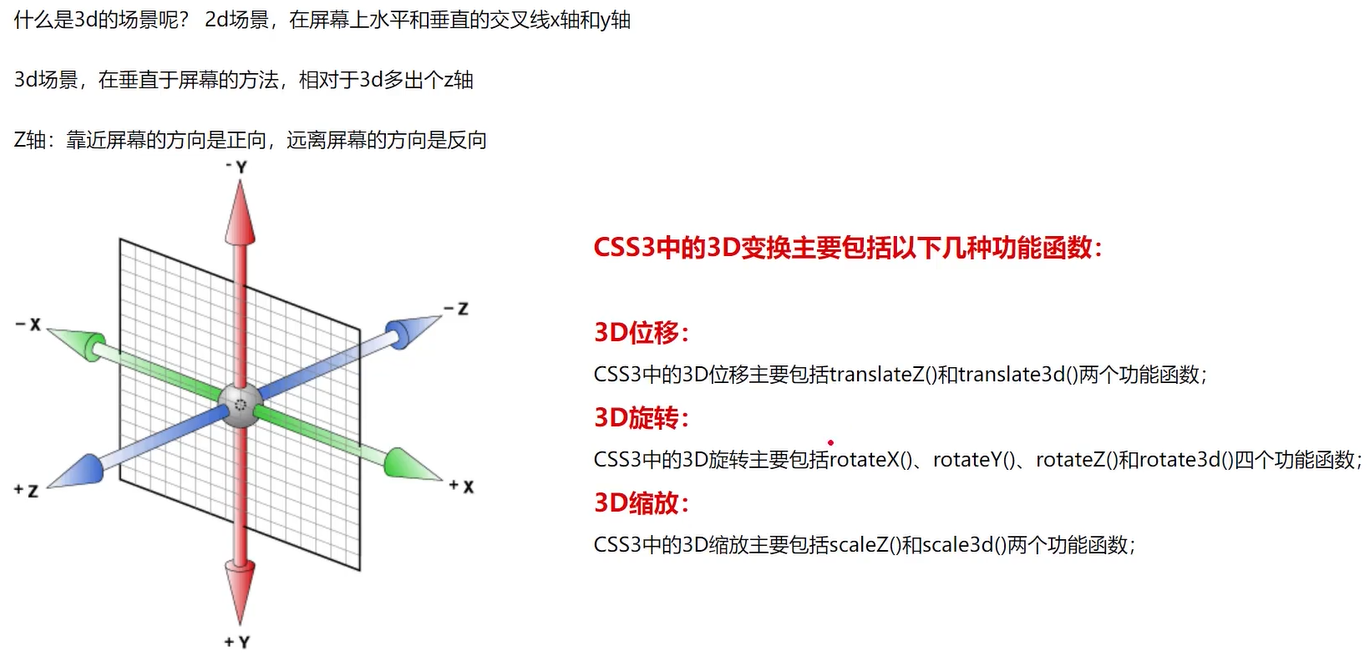 什么是3d的场景呢？ 2d场景，在屏幕上水平和垂直的交叉线x轴和y轴
3d场景，在垂直于屏幕的方法，相对于3d多出个z轴
Z轴：靠近屏幕的方向是正向，远离屏幕的方向是反向
- Y
- X
- Z
+ Z
+ X
+ Y
CSS3中的3D变换主要包括以下几种功能函数：
3D位移：
CSS3中的3D位移主要包括translateZ()和translate3d()两个功能函数；
3D旋转：
CSS3中的3D旋转主要包括rotateX()、rotateY()、rotateZ()和rotate3d()四个功能函数；
3D缩放：
CSS3中的3D缩放主要包括scaleZ()和scale3d()两个功能函数；